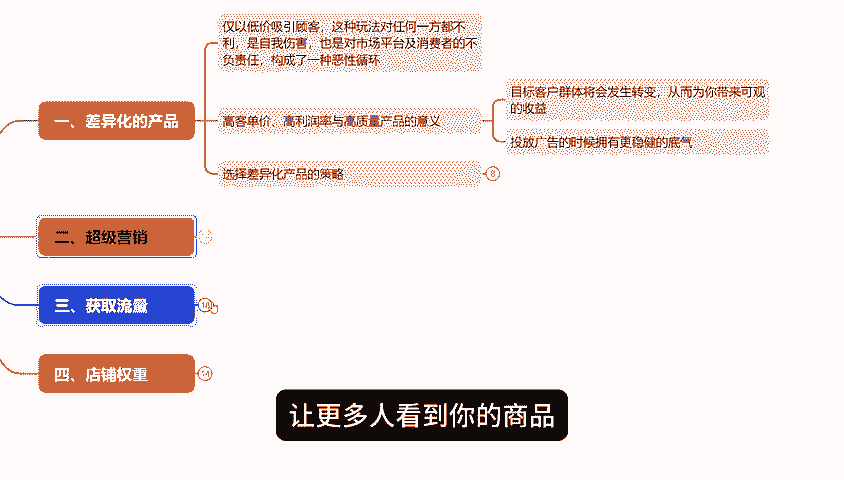 仅以低价吸引顾客，这种玩法对任何一方都不
利，是自我伤害，也是对市场平台及消费者的不
负责任，构成了一种恶性循环
一、差异化的产品
高客单价、高利润率与高质量产品的意义
目标客户群体将会发生转变，从而为你带来可观
的收益
投放广告的时候拥有更稳健的底气
选择差异化产品的策略
8
二、超级营销
三、获取流量
四、店铺权重
14
让更多人看到你的商品